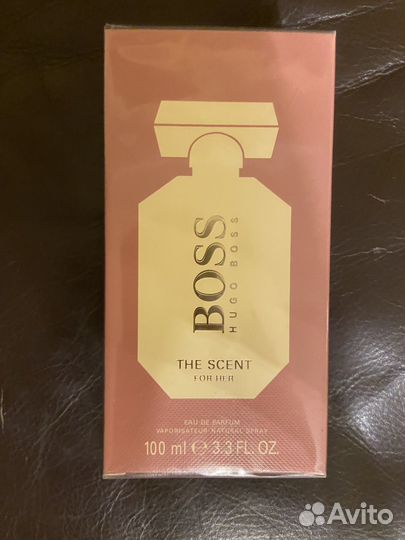 BOSS
HUGO BOSS
THE SCENT
FOR HER
EAU DE PARFUM
VAPORISATEUR NATURAL SPRAY
100 ml ℮ 3.3 FL.OZ.
Avito